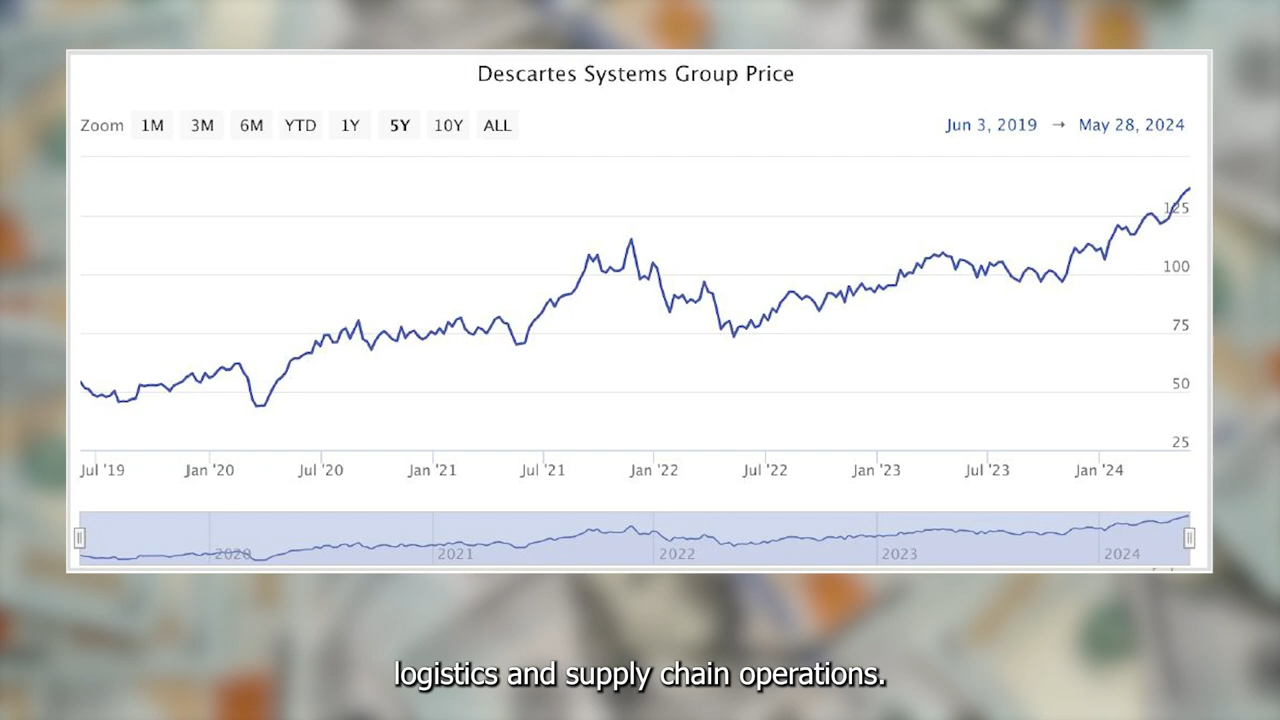 Descartes Systems Group Price
Zoom 1M 3M 6M YTD 1Y 5Y 10Y ALL Jun 3, 2019 → May 28, 2024
125
100
75
50
25
Jul '19 Jan '20 Jul '20 Jan '21 Jul '21 Jan '22 Jul '22 Jan '23 Jul '23 Jan '24
2020 2021 2022 2023 2024
logistics and supply chain operations.